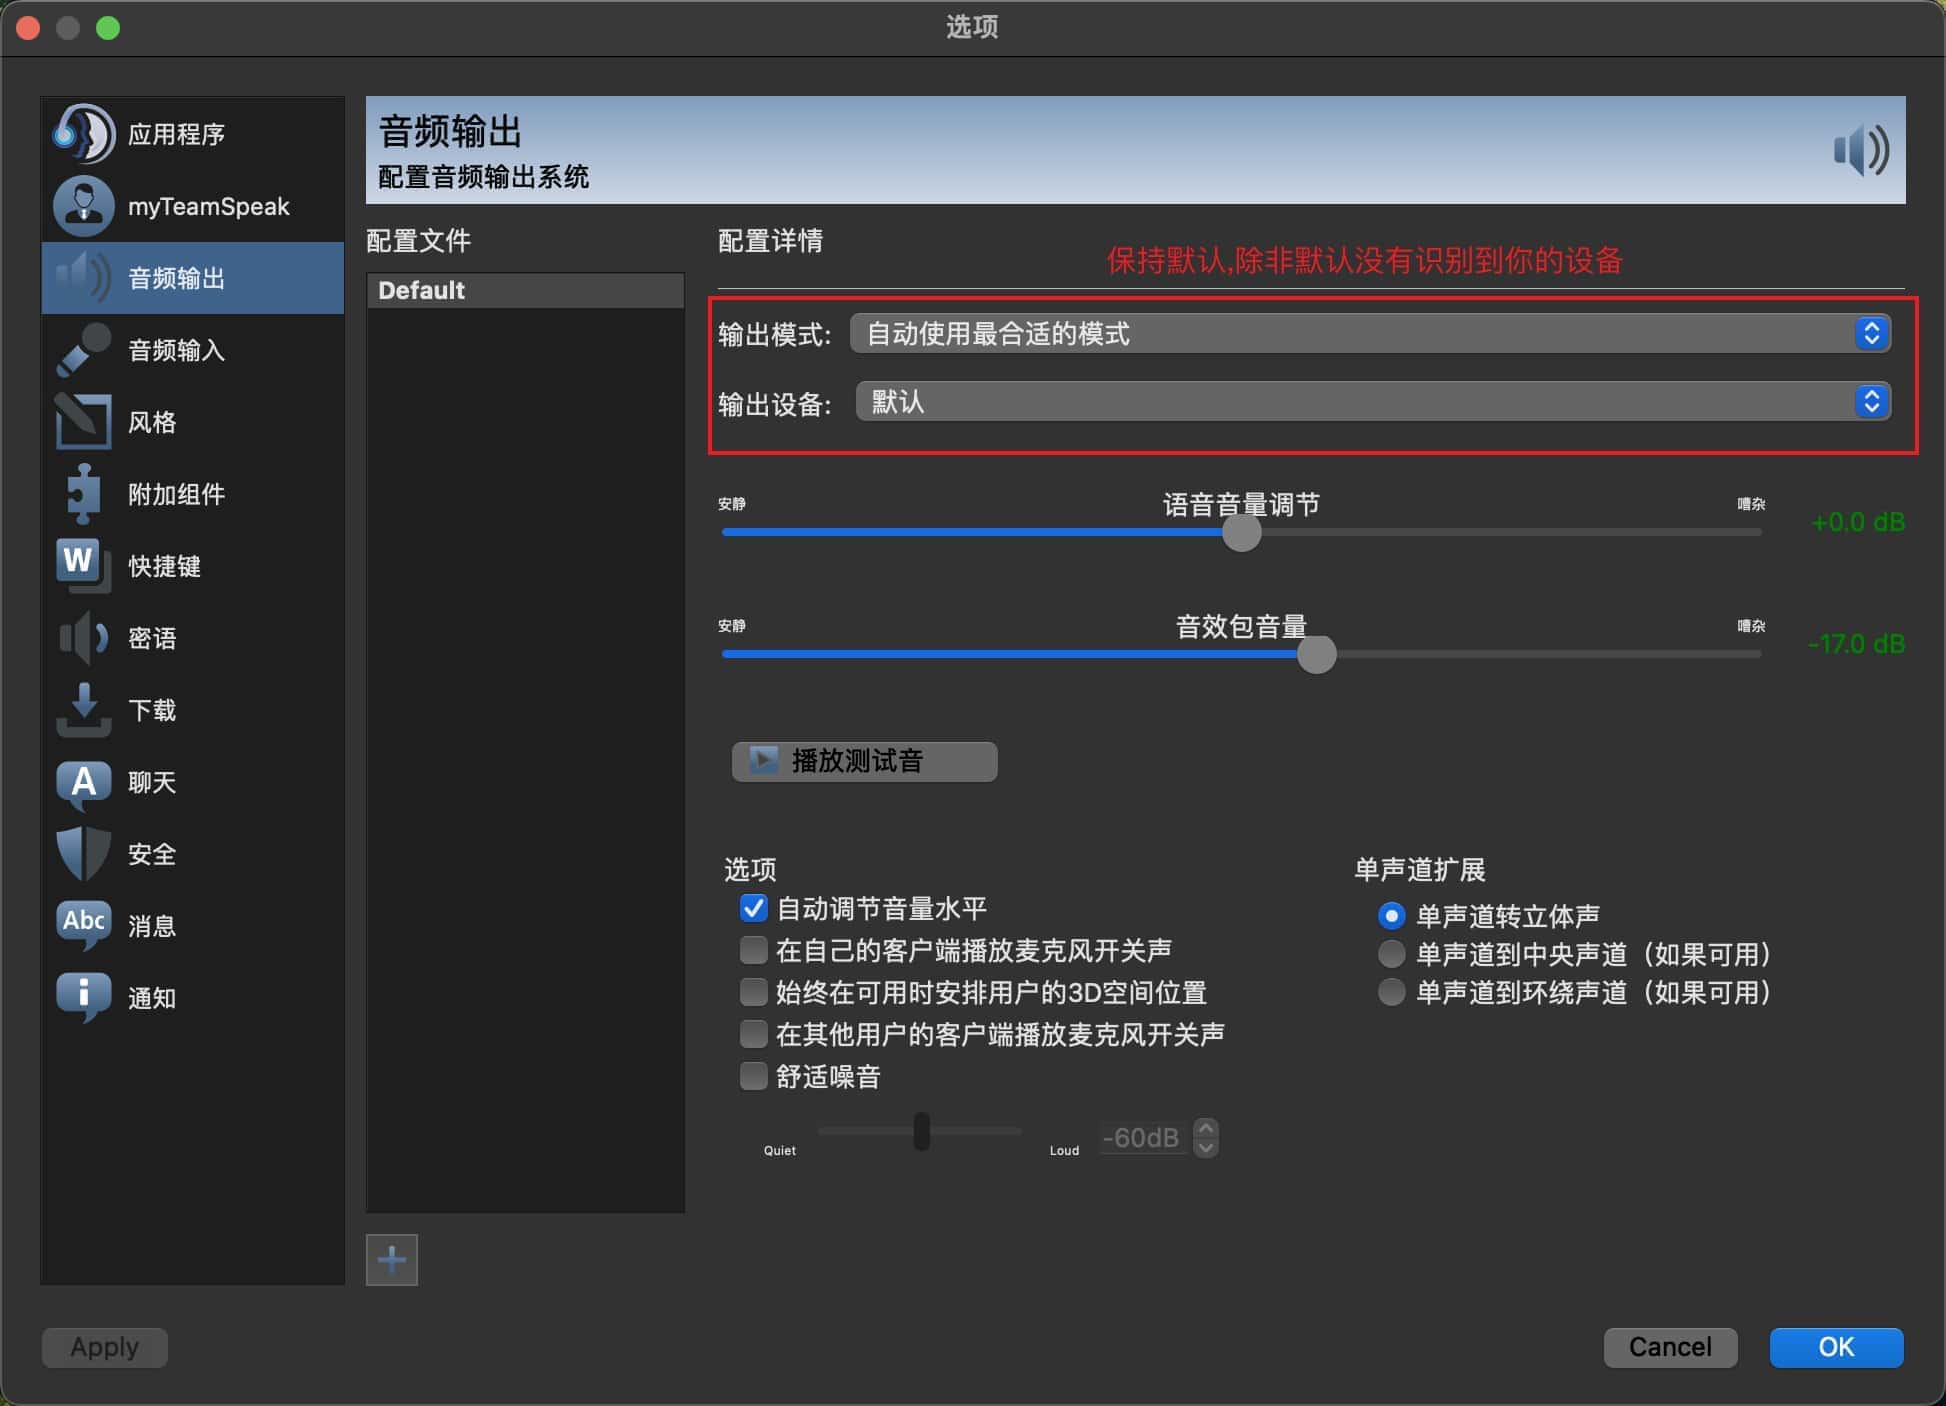 选项
应用程序
myTeamSpeak
音频输出
音频输入
风格
附加组件
W
快捷键
密语
下载
A
聊天
安全
Abc
消息
i
通知
音频输出
配置音频输出系统
配置文件
Default
配置详情
保持默认,除非默认没有识别到你的设备
输出模式: 自动使用最合适的模式
输出设备: 默认
安静 语音音量调节 嘈杂 +0.0 dB
安静 音效包音量 嘈杂 -17.0 dB
播放测试音
选项
自动调节音量水平
在自己的客户端播放麦克风开关声
始终在可用时安排用户的3D空间位置
在其他用户的客户端播放麦克风开关声
舒适噪音
Quiet Loud -60dB
单声道扩展
单声道转立体声
单声道到中央声道（如果可用）
单声道到环绕声道（如果可用）
Apply Cancel OK